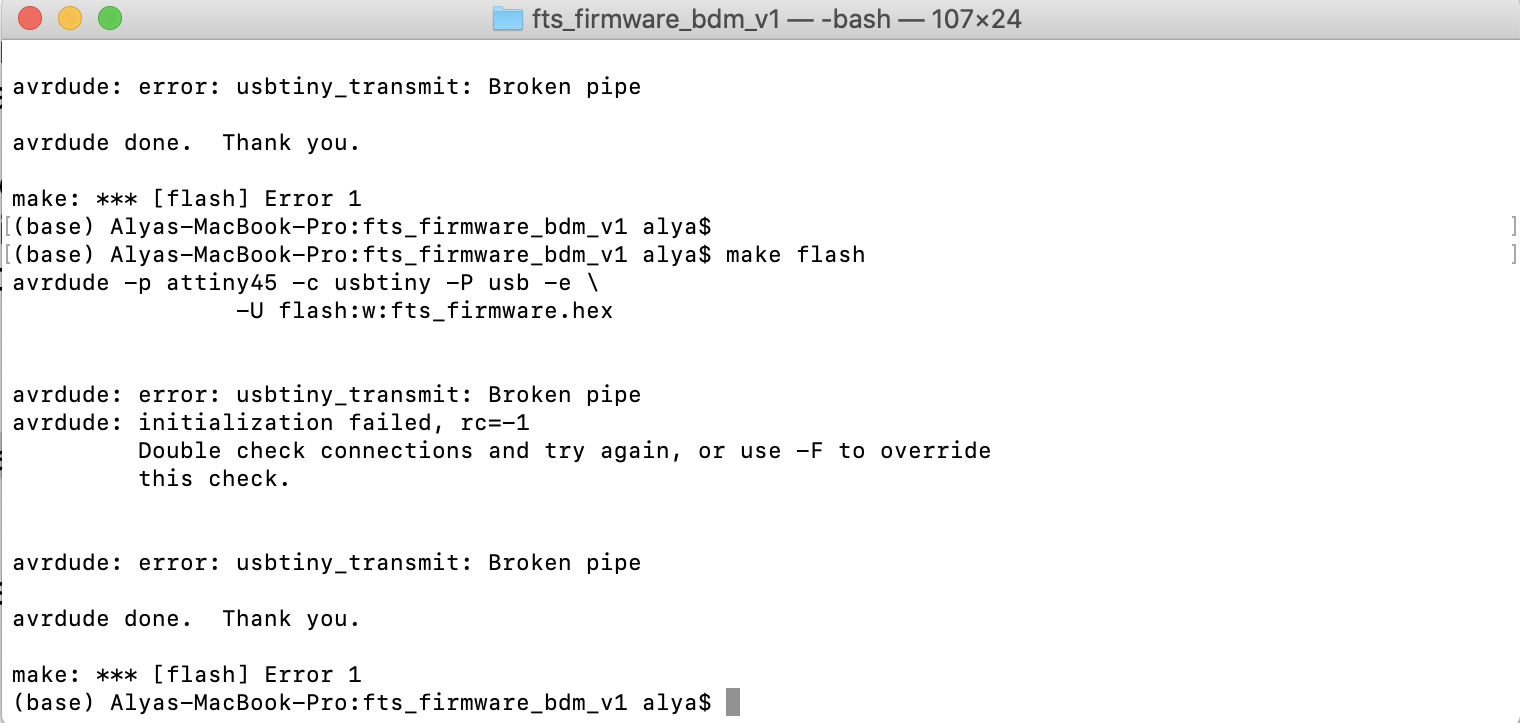 fts_firmware_bdm_v1 — -bash — 107×24
avrdude: error: usbtiny_transmit: Broken pipe
avrdude done.  Thank you.
make: *** [flash] Error 1
[(base) Alyas-MacBook-Pro:fts_firmware_bdm_v1 alya$ ]
[(base) Alyas-MacBook-Pro:fts_firmware_bdm_v1 alya$ make flash ]
avrdude -p attiny45 -c usbtiny -P usb -e \
                -U flash:w:fts_firmware.hex
avrdude: error: usbtiny_transmit: Broken pipe
avrdude: initialization failed, rc=-1
         Double check connections and try again, or use -F to override
         this check.
avrdude: error: usbtiny_transmit: Broken pipe
avrdude done.  Thank you.
make: *** [flash] Error 1
(base) Alyas-MacBook-Pro:fts_firmware_bdm_v1 alya$